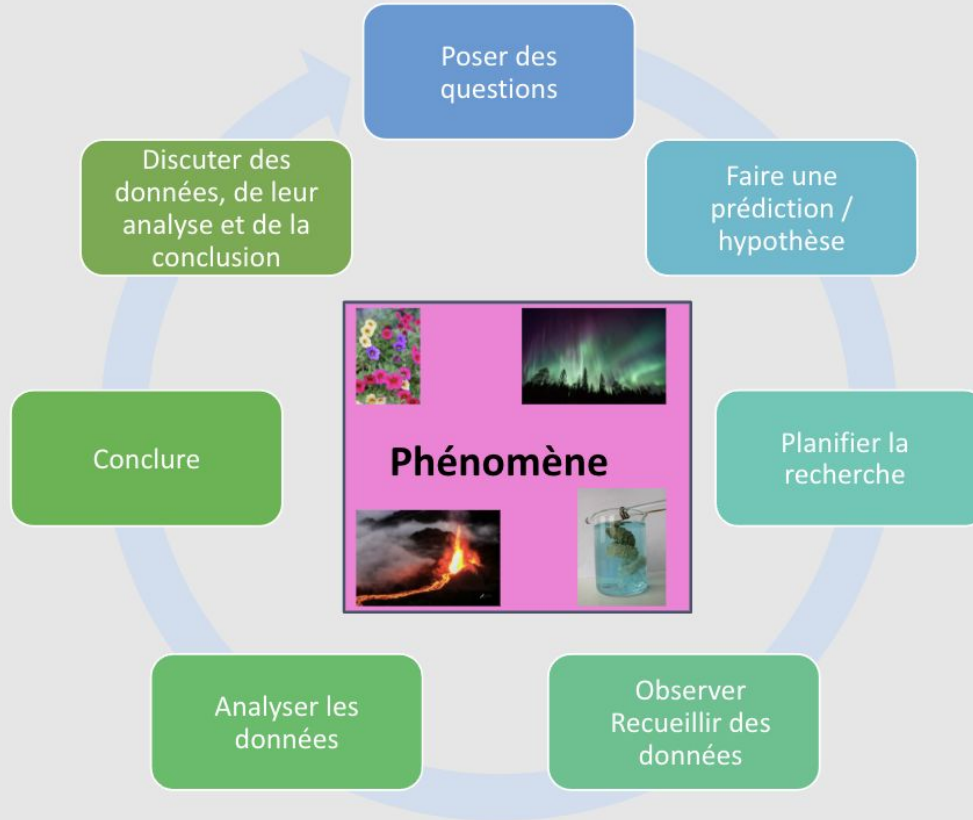 Poser des
questions
Faire une
prédiction /
hypothèse
Planifier la
recherche
Observer
Recueillir des
données
Analyser les
données
Conclure
Discuter des
données, de leur
analyse et de la
conclusion
Phénomène